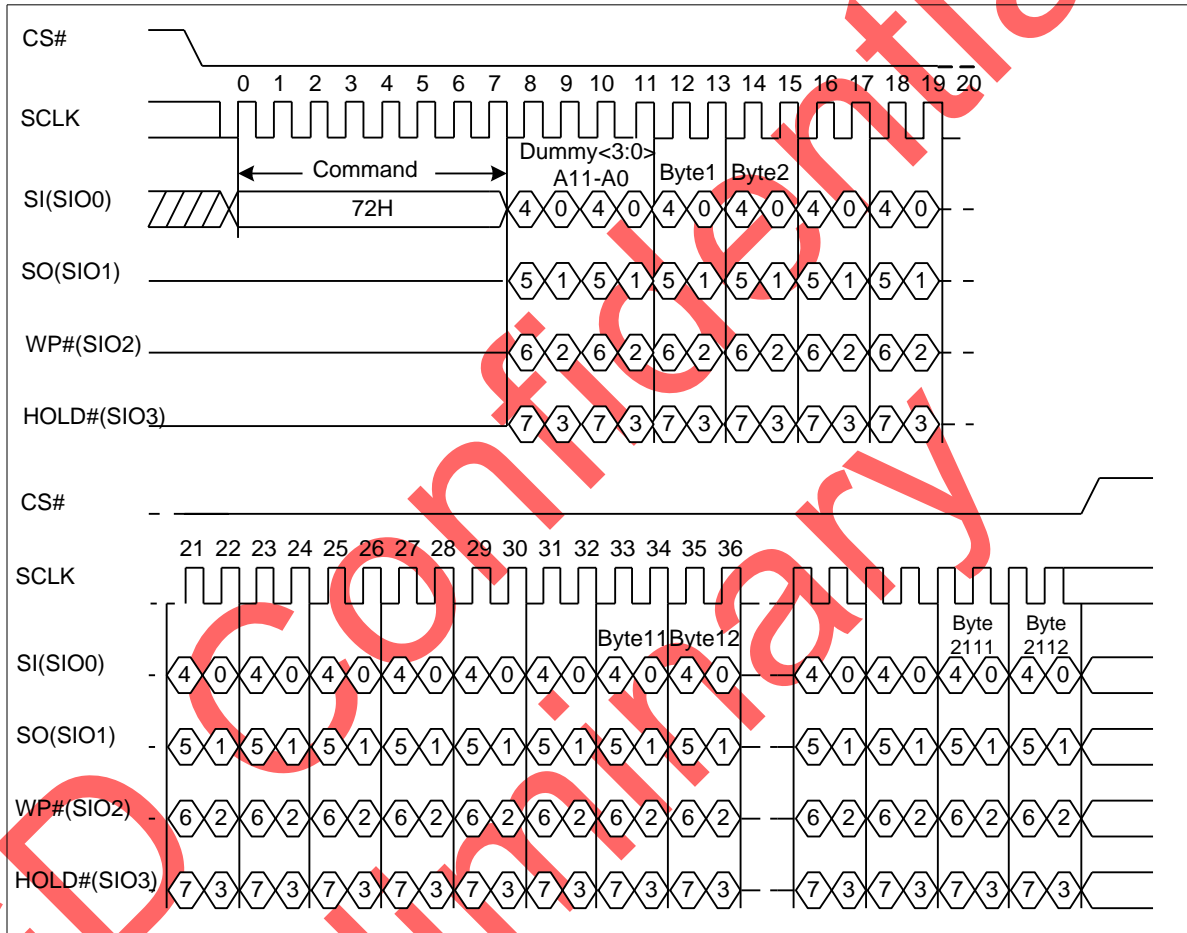 CS#
0 1 2 3 4 5 6 7 8 9 10 11 12 13 14 15 16 17 18 19 20
SCLK
Dummy<3:0>
Command
A11-A0 Byte1 Byte2
SI(SIO0)
72H
4 0 4 0 4 0 4 0 4 0 4 0
SO(SIO1)
5 1 5 1 5 1 5 1 5 1 5 1
WP#(SIO2)
6 2 6 2 6 2 6 2 6 2 6 2
HOLD#(SIO3)
7 3 7 3 7 3 7 3 7 3 7 3
CS#
21 22 23 24 25 26 27 28 29 30 31 32 33 34 35 36
SCLK
Byte11 Byte12
Byte
2111
Byte
2112
SI(SIO0)
4 0 4 0 4 0 4 0 4 0 4 0 4 0 4 0 4 0 4 0 4 0 4 0
SO(SIO1)
5 1 5 1 5 1 5 1 5 1 5 1 5 1 5 1 5 1 5 1 5 1 5 1
WP#(SIO2)
6 2 6 2 6 2 6 2 6 2 6 2 6 2 6 2 6 2 6 2 6 2 6 2
HOLD#(SIO3)
7 3 7 3 7 3 7 3 7 3 7 3 7 3 7 3 7 3 7 3 7 3 7 3
Confidential